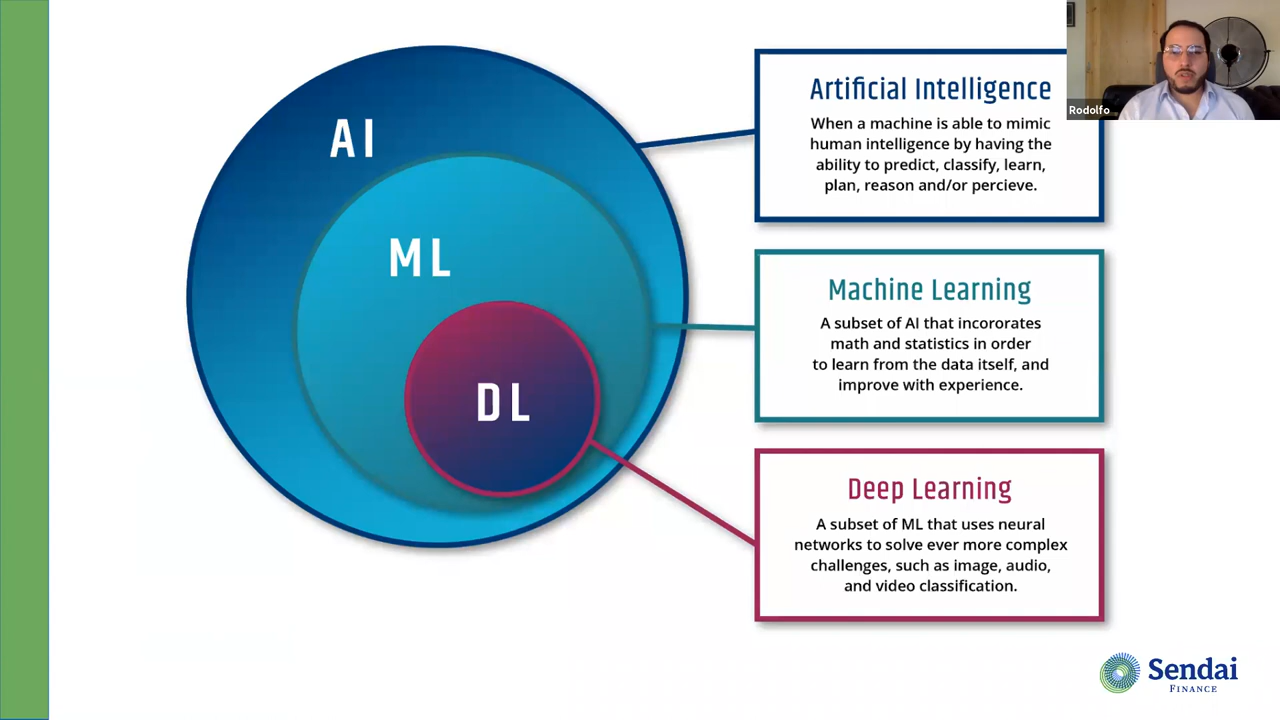 AI
ML
DL
Artificial Intelligence
When a machine is able to mimic
human intelligence by having the
ability to predict, classify, learn,
plan, reason and/or percieve.
Machine Learning
A subset of AI that incororates
math and statistics in order
to learn from the data itself, and
improve with experience.
Deep Learning
A subset of ML that uses neural
networks to solve ever more complex
challenges, such as image, audio,
and video classification.
Rodolfo
Sendai
FINANCE